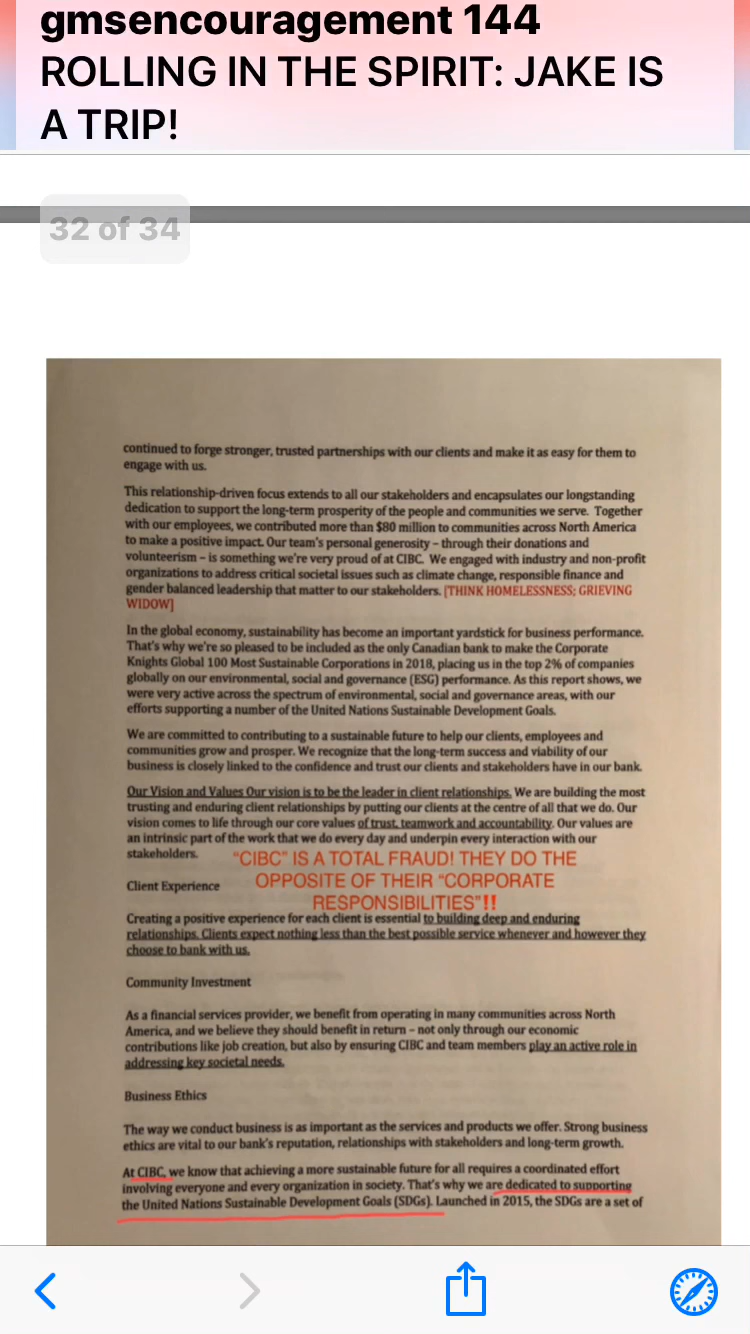 gmsencouragement 144
ROLLING IN THE SPIRIT: JAKE IS
A TRIP!
32 of 34
continued to forge stronger, trusted partnerships with our clients and make it as easy for them to
engage with us.
This relationship-driven focus extends to all our stakeholders and encapsulates our longstanding
dedication to support the long-term prosperity of the people and communities we serve. Together
with our employees, we contributed more than $80 million to communities across North America
to make a positive impact. Our team's personal generosity – through their donations and
volunteerism – is something we're very proud of at CIBC. We engaged with industry and non-profit
organizations to address critical societal issues such as climate change, responsible finance and
gender balanced leadership that matter to our stakeholders. [THINK HOMELESSNESS; GRIEVING
WIDOW]
In the global economy, sustainability has become an important yardstick for business performance.
That's why we're so pleased to be included as the only Canadian bank to make the Corporate
Knights Global 100 Most Sustainable Corporations in 2018, placing us in the top 2% of companies
globally on our environmental, social and governance (ESG) performance. As this report shows, we
were very active across the spectrum of environmental, social and governance areas, with our
efforts supporting a number of the United Nations Sustainable Development Goals.
We are committed to contributing to a sustainable future to help our clients, employees and
communities grow and prosper. We recognize that the long-term success and viability of our
business is closely linked to the confidence and trust our clients and stakeholders have in our bank.
Our Vision and Values Our vision is to be the leader in client relationships. We are building the most
trusting and enduring client relationships by putting our clients at the centre of all that we do. Our
vision comes to life through our core values of trust, teamwork and accountability. Our values are
an intrinsic part of the work that we do every day and underpin every interaction with our
stakeholders.
"CIBC" IS A TOTAL FRAUD! THEY DO THE
OPPOSITE OF THEIR "CORPORATE
RESPONSIBILITIES"!!
Client Experience
Creating a positive experience for each client is essential to building deep and enduring
relationships. Clients expect nothing less than the best possible service whenever and however they
choose to bank with us.
Community Investment
As a financial services provider, we benefit from operating in many communities across North
America, and we believe they should benefit in return – not only through our economic
contributions like job creation, but also by ensuring CIBC and team members play an active role in
addressing key societal needs.
Business Ethics
The way we conduct business is as important as the services and products we offer. Strong business
ethics are vital to our bank's reputation, relationships with stakeholders and long-term growth.
At CIBC, we know that achieving a more sustainable future for all requires a coordinated effort
involving everyone and every organization in society. That's why we are dedicated to supporting
the United Nations Sustainable Development Goals (SDGs). Launched in 2015, the SDGs are a set of